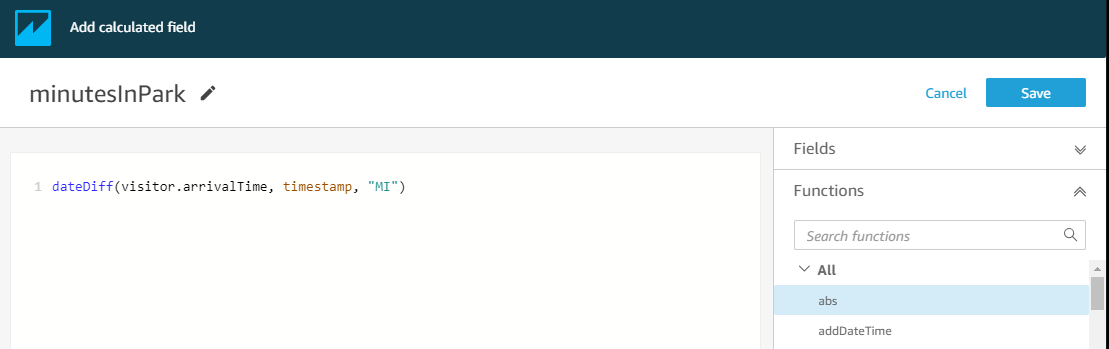 Add calculated field
minutesInPark
Cancel
Save
1 dateDiff(visitor.arrivalTime, timestamp, "MI")
Fields
Functions
Search functions
All
abs
addDateTime